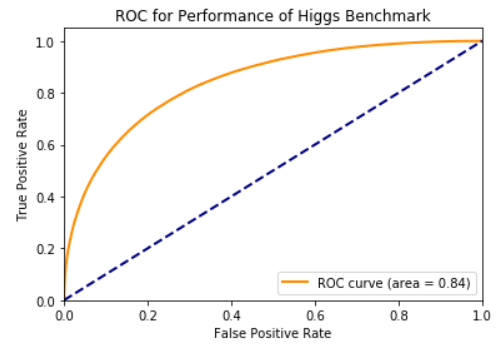 ROC for Performance of Higgs Benchmark
1.0
0.8
0.6
0.4
0.2
0.0
True Positive Rate
ROC curve (area = 0.84)
0.0 0.2 0.4 0.6 0.8 1.0
False Positive Rate